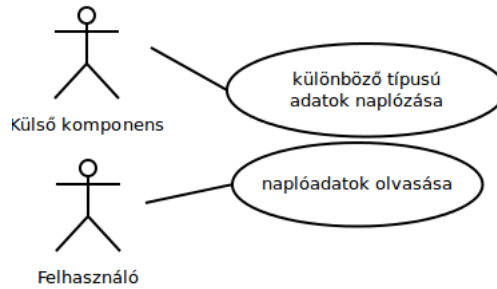 különböző típusú
adatok naplózása
Külső komponens
naplóadatok olvasása
Felhasználó